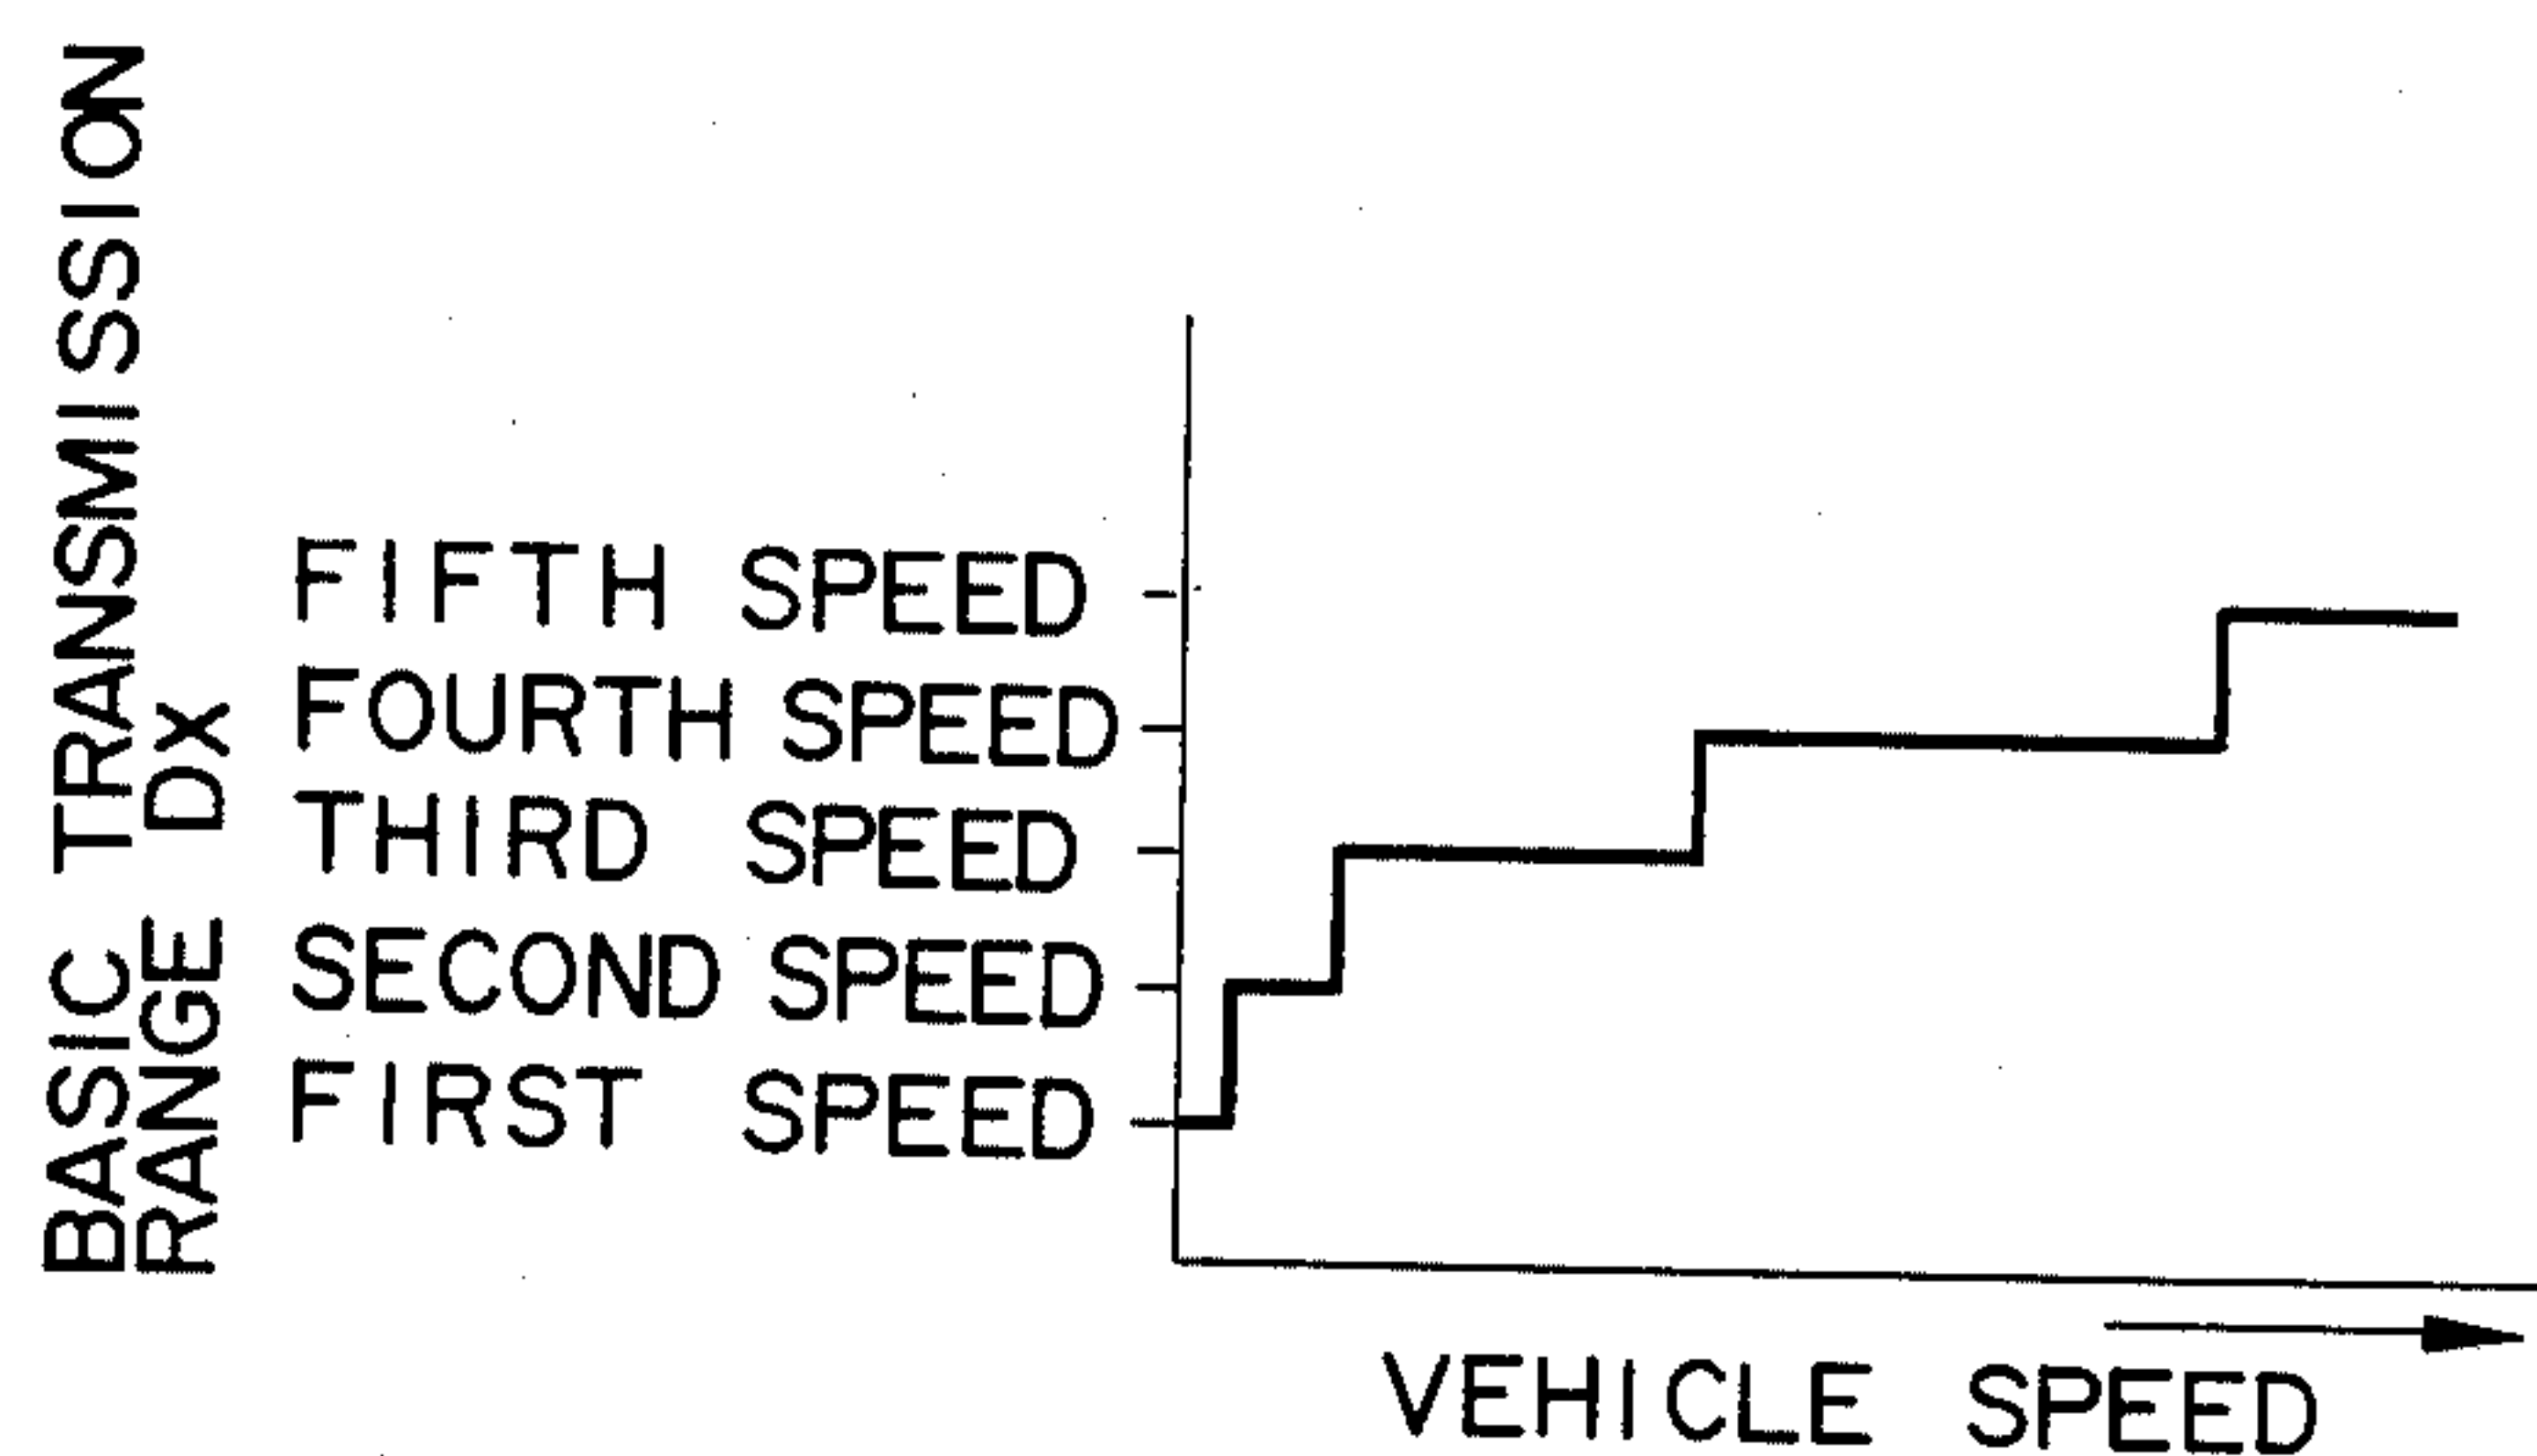 BASIC TRANSMISSION
RANGE DX
FIFTH SPEED
FOURTH SPEED
THIRD SPEED
SECOND SPEED
FIRST SPEED
VEHICLE SPEED